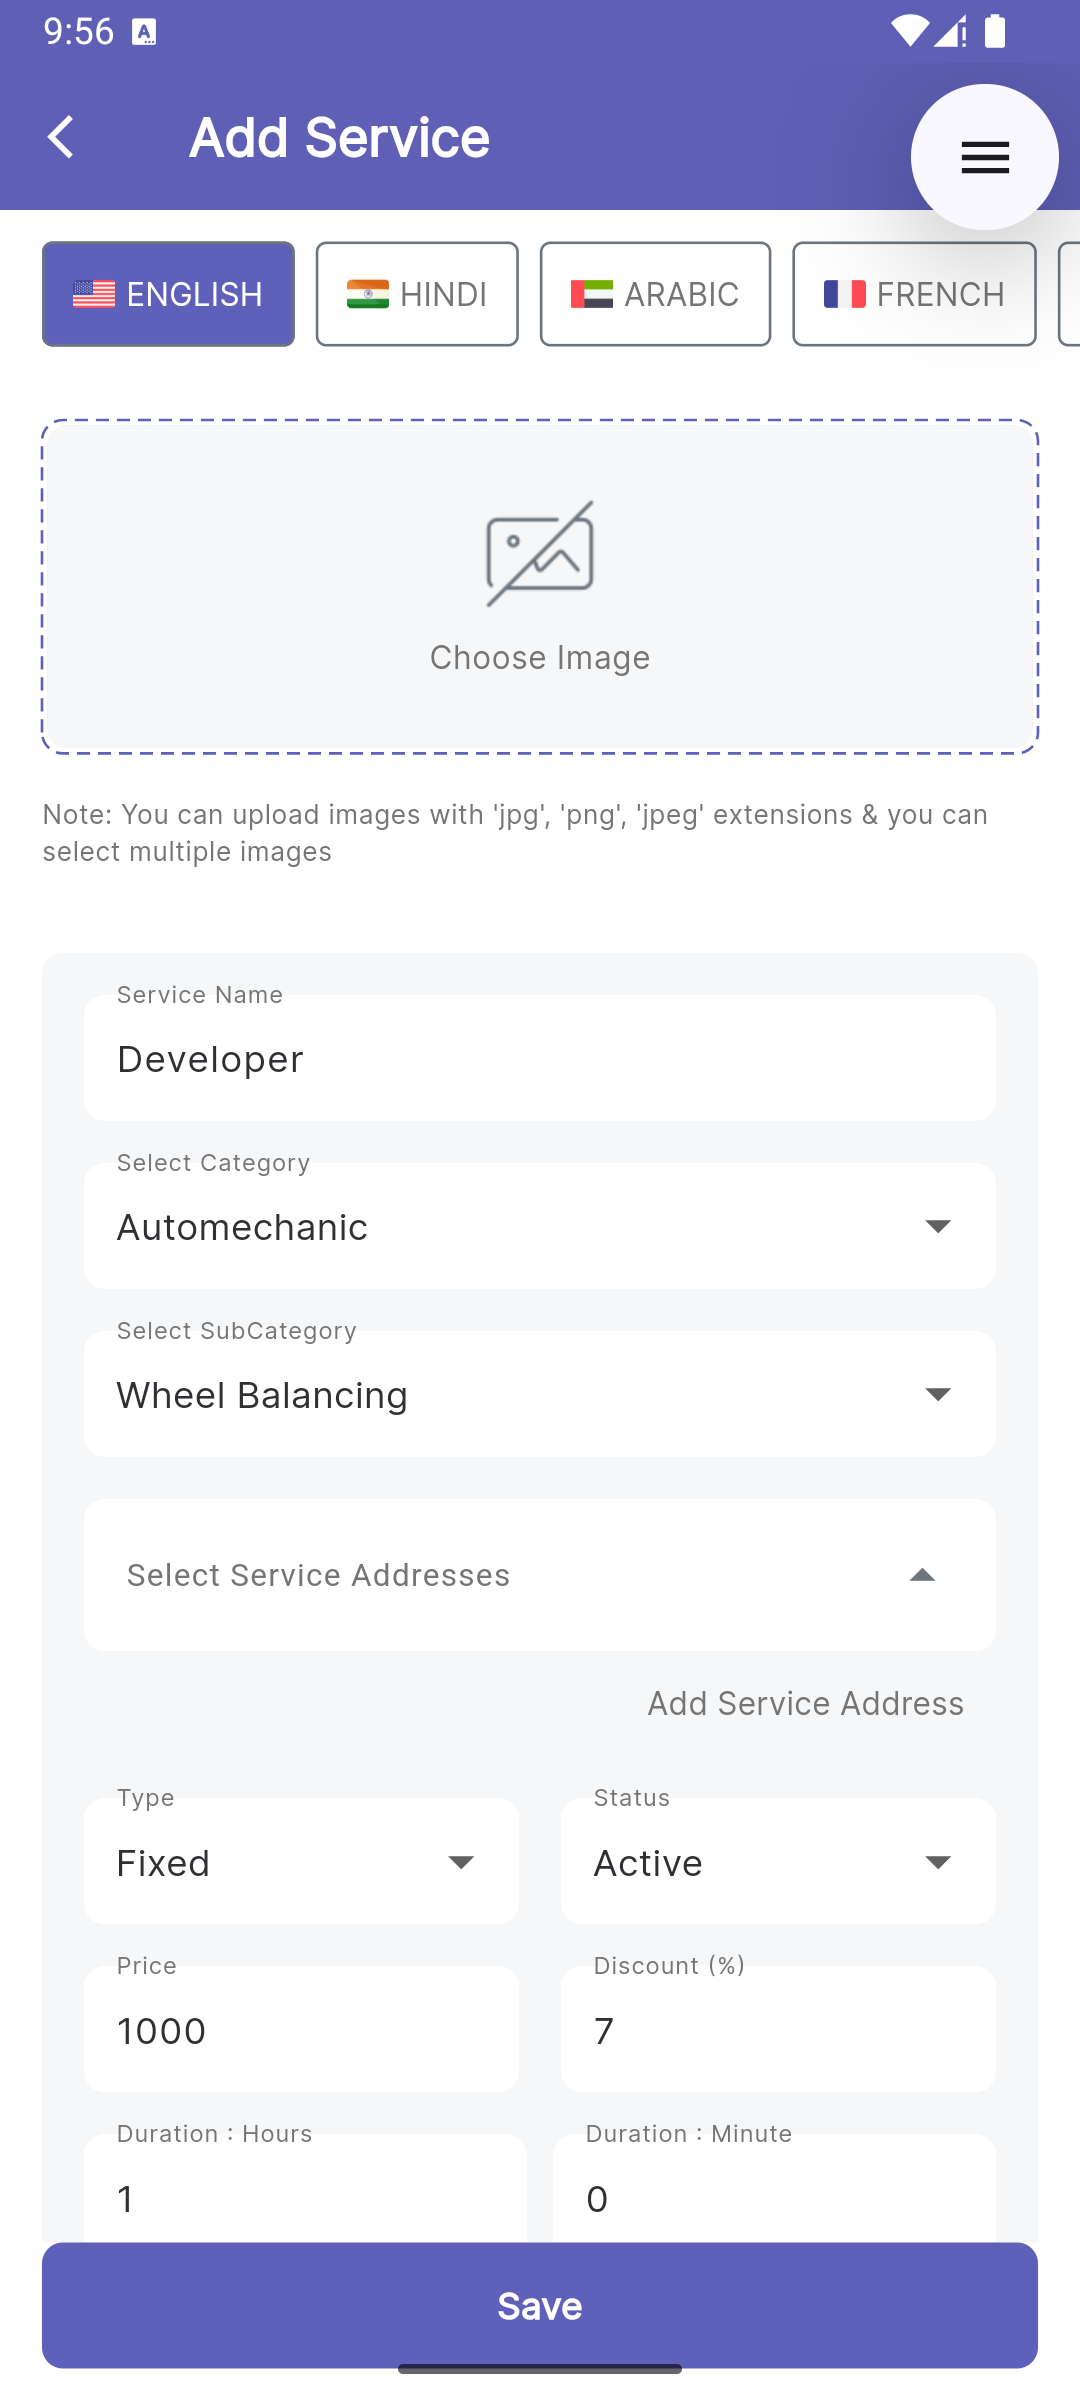 9:56
Add Service
ENGLISH
HINDI
ARABIC
FRENCH
Choose Image
Note: You can upload images with 'jpg', 'png', 'jpeg' extensions & you can
select multiple images
Service Name
Developer
Select Category
Automechanic
Select SubCategory
Wheel Balancing
Select Service Addresses
Add Service Address
Type
Fixed
Status
Active
Price
1000
Discount (%)
7
Duration : Hours
1
Duration : Minute
0
Save